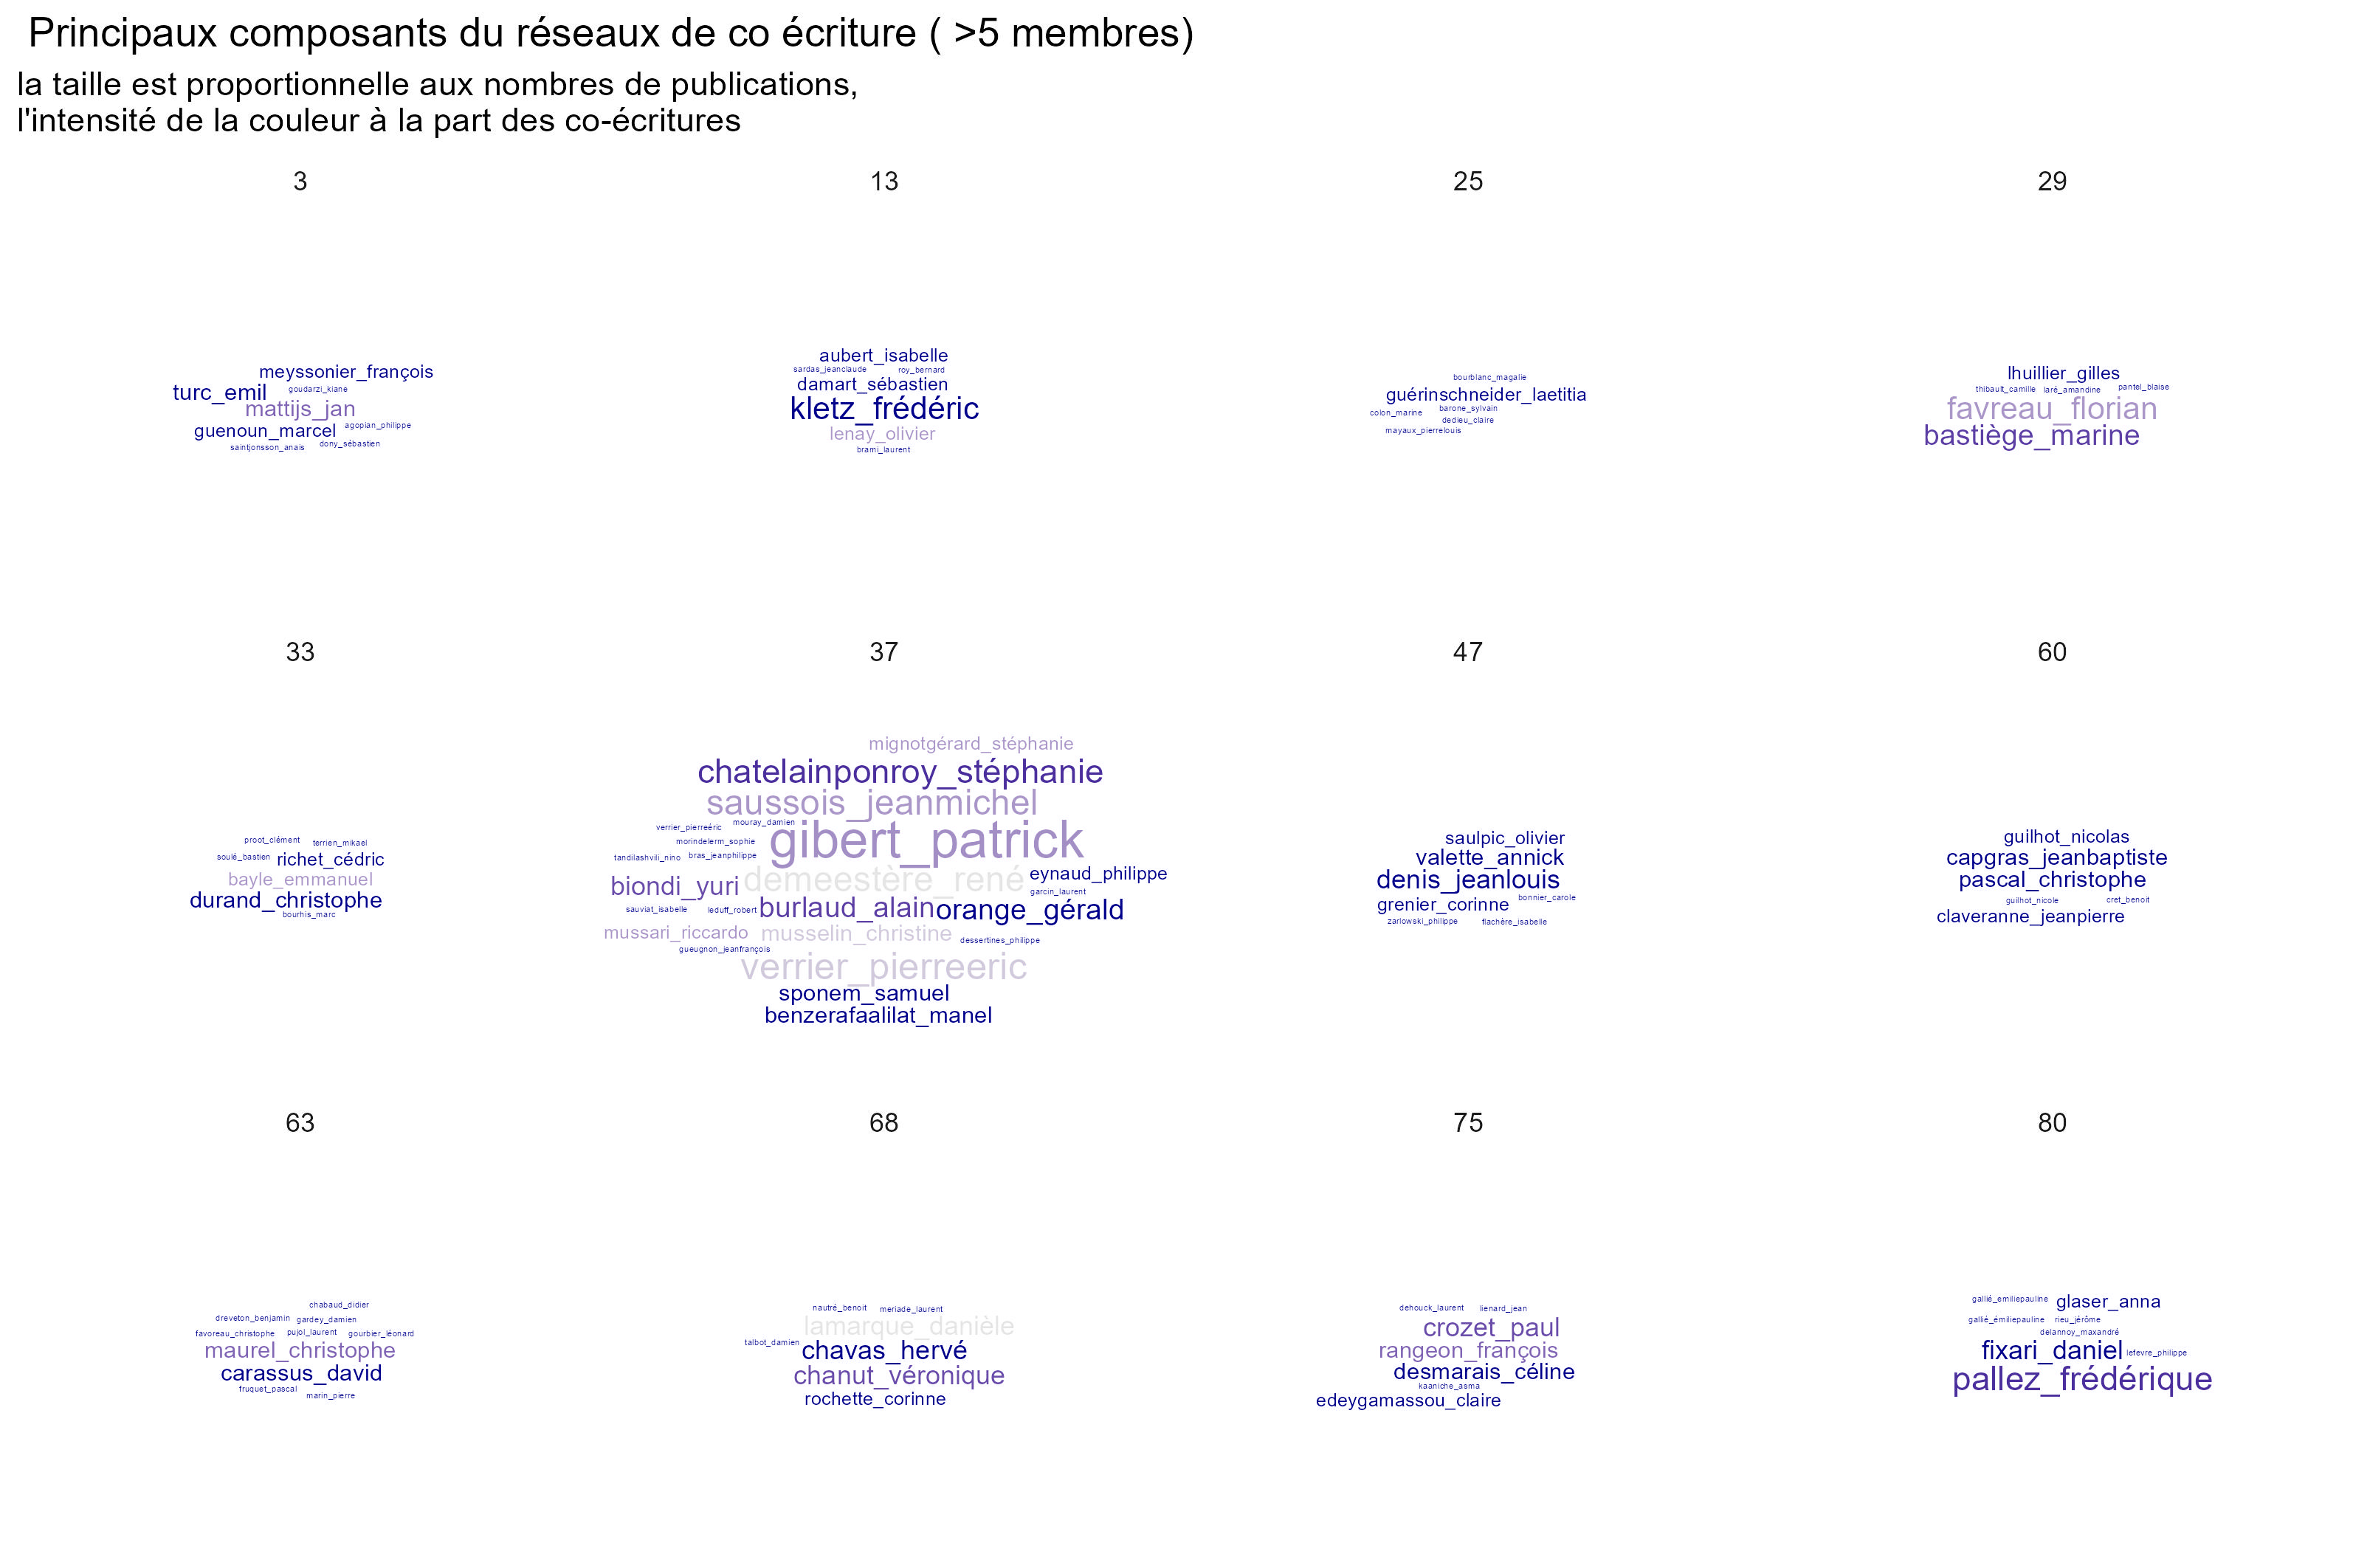 Principaux composants du réseaux de co écriture ( >5 membres)
la taille est proportionnelle aux nombres de publications,
l'intensité de la couleur à la part des co-écritures
3
meyssonier_françois
turc_emil
goudarzi_kiane
mattijs_jan
guenoun_marcel
agopian_philippe
saintjonsson_anais
dony_sébastien
13
aubert_isabelle
sardas_jeanclaude
roy_bernard
damart_sébastien
kletz_frédéric
lenay_olivier
brami_laurent
25
bourblanc_magalie
guérinschneider_laetitia
colon_marine
barone_sylvain
dedieu_claire
mayaux_pierrelouis
29
lhuillier_gilles
thibault_camille
laré_amandine
pantel_blaise
favreau_florian
bastiège_marine
33
proot_clément
terrien_mikael
soulé_bastien
richet_cédric
bayle_emmanuel
durand_christophe
bourhis_marc
37
mignotgérard_stéphanie
chatelainponroy_stéphanie
saussois_jeanmichel
verrier_pierreéric
mouray_damien
morindelerm_sophie
gibert_patrick
tandilashvili_nino
bras_jeanphilippe
demeestère_rené
eynaud_philippe
biondi_yuri
garcin_laurent
sauviat_isabelle
leduff_robert
burlaud_alain
orange_gérald
mussari_riccardo
musselin_christine
dessertines_philippe
gueugnon_jeanfrançois
verrier_pierreeric
sponem_samuel
benzerafaalilat_manel
47
saulpic_olivier
valette_annick
denis_jeanlouis
grenier_corinne
bonnier_carole
zarlowski_philippe
flachère_isabelle
60
guilhot_nicolas
capgras_jeanbaptiste
pascal_christophe
guilhot_nicole
cret_benoit
claveranne_jeanpierre
63
chabaud_didier
dreveton_benjamin
gardey_damien
favoreau_christophe
pujol_laurent
gourbier_léonard
maurel_christophe
carassus_david
fruquet_pascal
marin_pierre
68
nautré_benoit
meriade_laurent
lamarque_danièle
talbot_damien
chavas_hervé
chanut_véronique
rochette_corinne
75
dehouck_laurent
lienard_jean
crozet_paul
rangeon_françois
desmarais_céline
kaaniche_asma
edeygamassou_claire
80
gallié_emiliepauline
glaser_anna
gallié_émiliepauline
rieu_jérôme
delannoy_maxandré
fixari_daniel
lefevre_philippe
pallez_frédérique